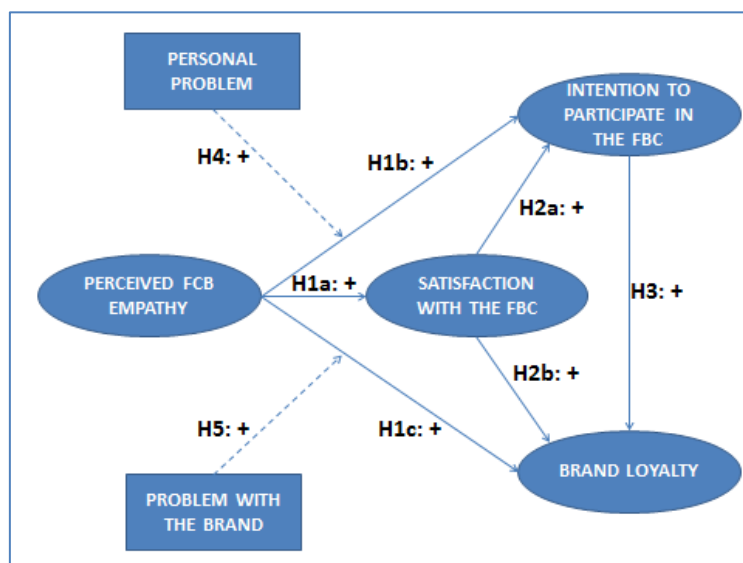 PERSONAL
PROBLEM
INTENTION TO
PARTICIPATE IN
THE FBC
H4: +
H1b: +
H2a: +
PERCEIVED FCB
EMPATHY
H1a: +
SATISFACTION
WITH THE FBC
H3: +
H2b: +
H5: +
H1c: +
BRAND LOYALTY
PROBLEM WITH
THE BRAND